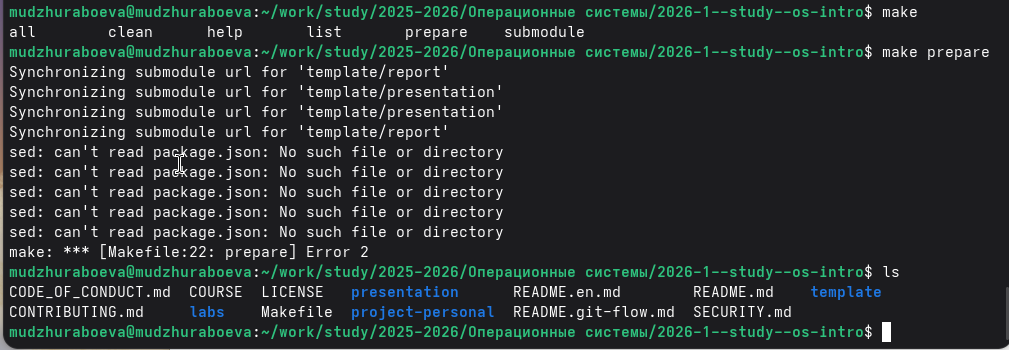 mudzhuraboeva@mudzhuraboeva:~/work/study/2025-2026/Операционные системы/2026-1--study--os-intro$ make
all clean help list prepare submodule
mudzhuraboeva@mudzhuraboeva:~/work/study/2025-2026/Операционные системы/2026-1--study--os-intro$ make prepare
Synchronizing submodule url for 'template/report'
Synchronizing submodule url for 'template/presentation'
Synchronizing submodule url for 'template/presentation'
Synchronizing submodule url for 'template/report'
sed: can't read package.json: No such file or directory
sed: can't read package.json: No such file or directory
sed: can't read package.json: No such file or directory
sed: can't read package.json: No such file or directory
sed: can't read package.json: No such file or directory
make: *** [Makefile:22: prepare] Error 2
mudzhuraboeva@mudzhuraboeva:~/work/study/2025-2026/Операционные системы/2026-1--study--os-intro$ ls
CODE_OF_CONDUCT.md COURSE LICENSE presentation README.en.md README.md template
CONTRIBUTING.md labs Makefile project-personal README.git-flow.md SECURITY.md
mudzhuraboeva@mudzhuraboeva:~/work/study/2025-2026/Операционные системы/2026-1--study--os-intro$